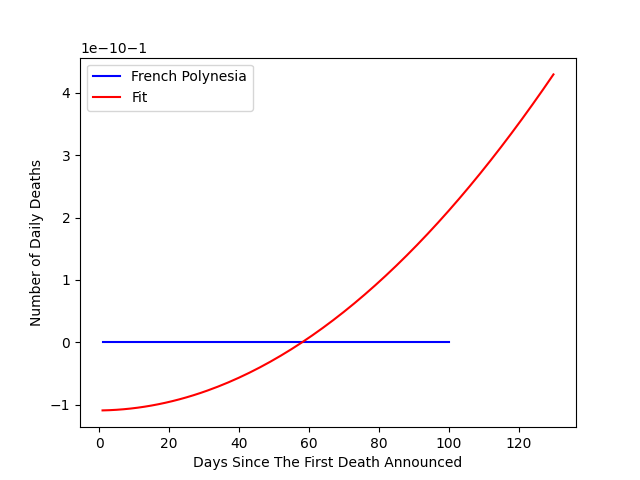 1e−10−1
French Polynesia
Fit
4
3
2
1
0
−1
Number of Daily Deaths
0 20 40 60 80 100 120
Days Since The First Death Announced